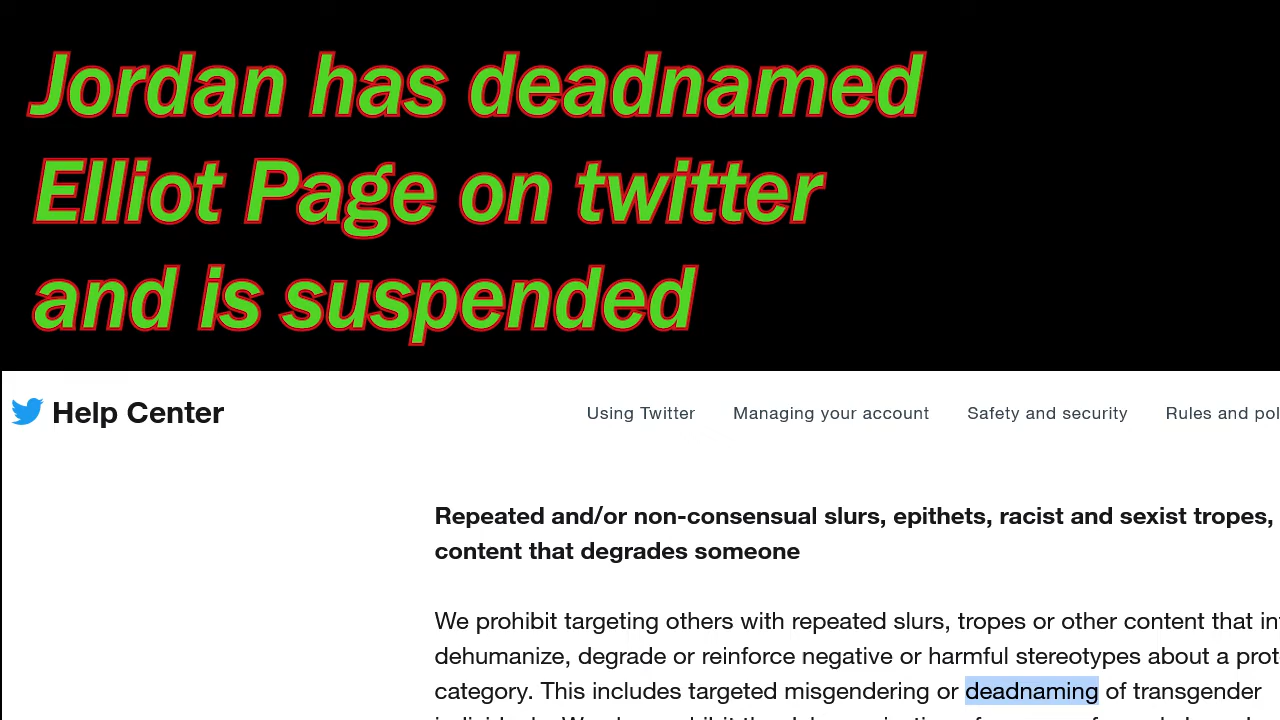 Jordan has deadnamed
Elliot Page on twitter
and is suspended
Help Center Using Twitter Managing your account Safety and security Rules and pol
Repeated and/or non-consensual slurs, epithets, racist and sexist tropes,
content that degrades someone
We prohibit targeting others with repeated slurs, tropes or other content that in
dehumanize, degrade or reinforce negative or harmful stereotypes about a prot
category. This includes targeted misgendering or deadnaming of transgender